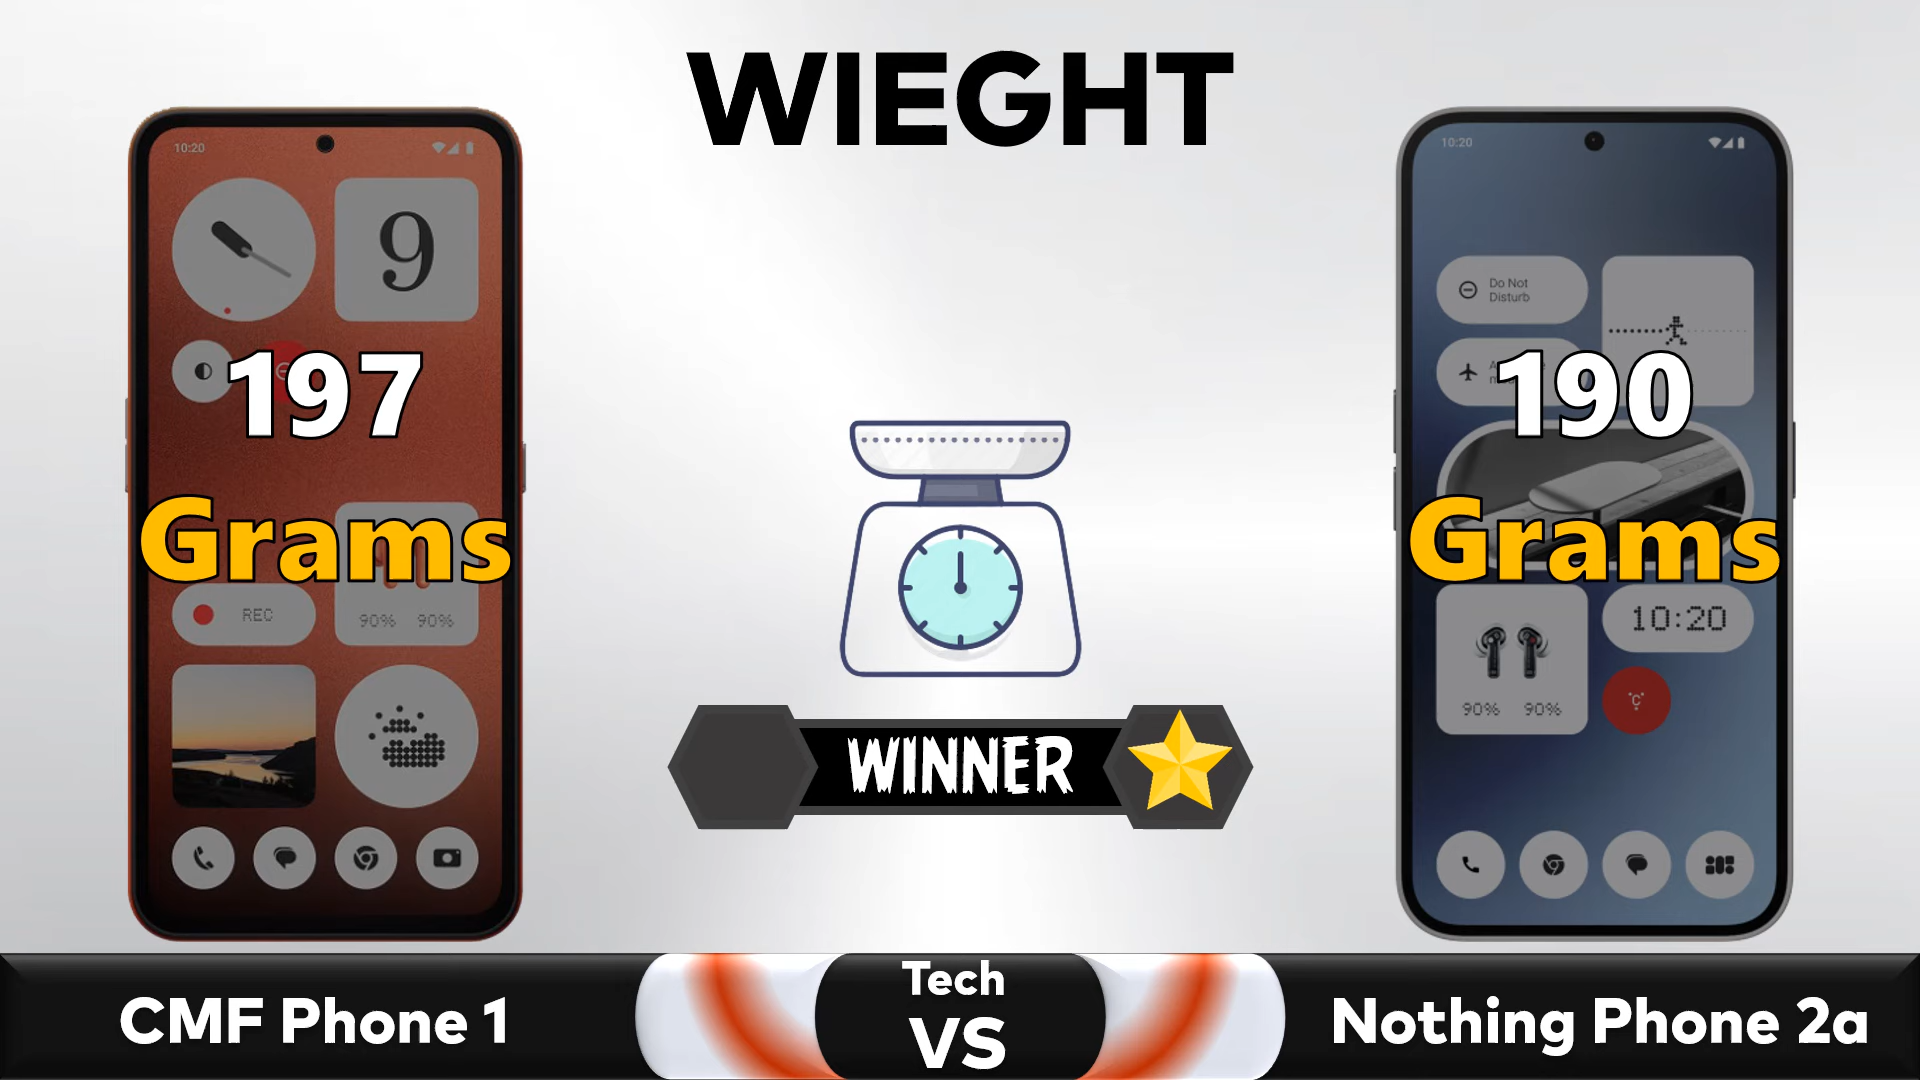 WIEGHT
10:20
9
197
Grams
REC
90% 90%
10:20
Do Not
Disturb
190
Grams
10:20
90% 90%
°C
WINNER
CMF Phone 1
Tech
VS
Nothing Phone 2a